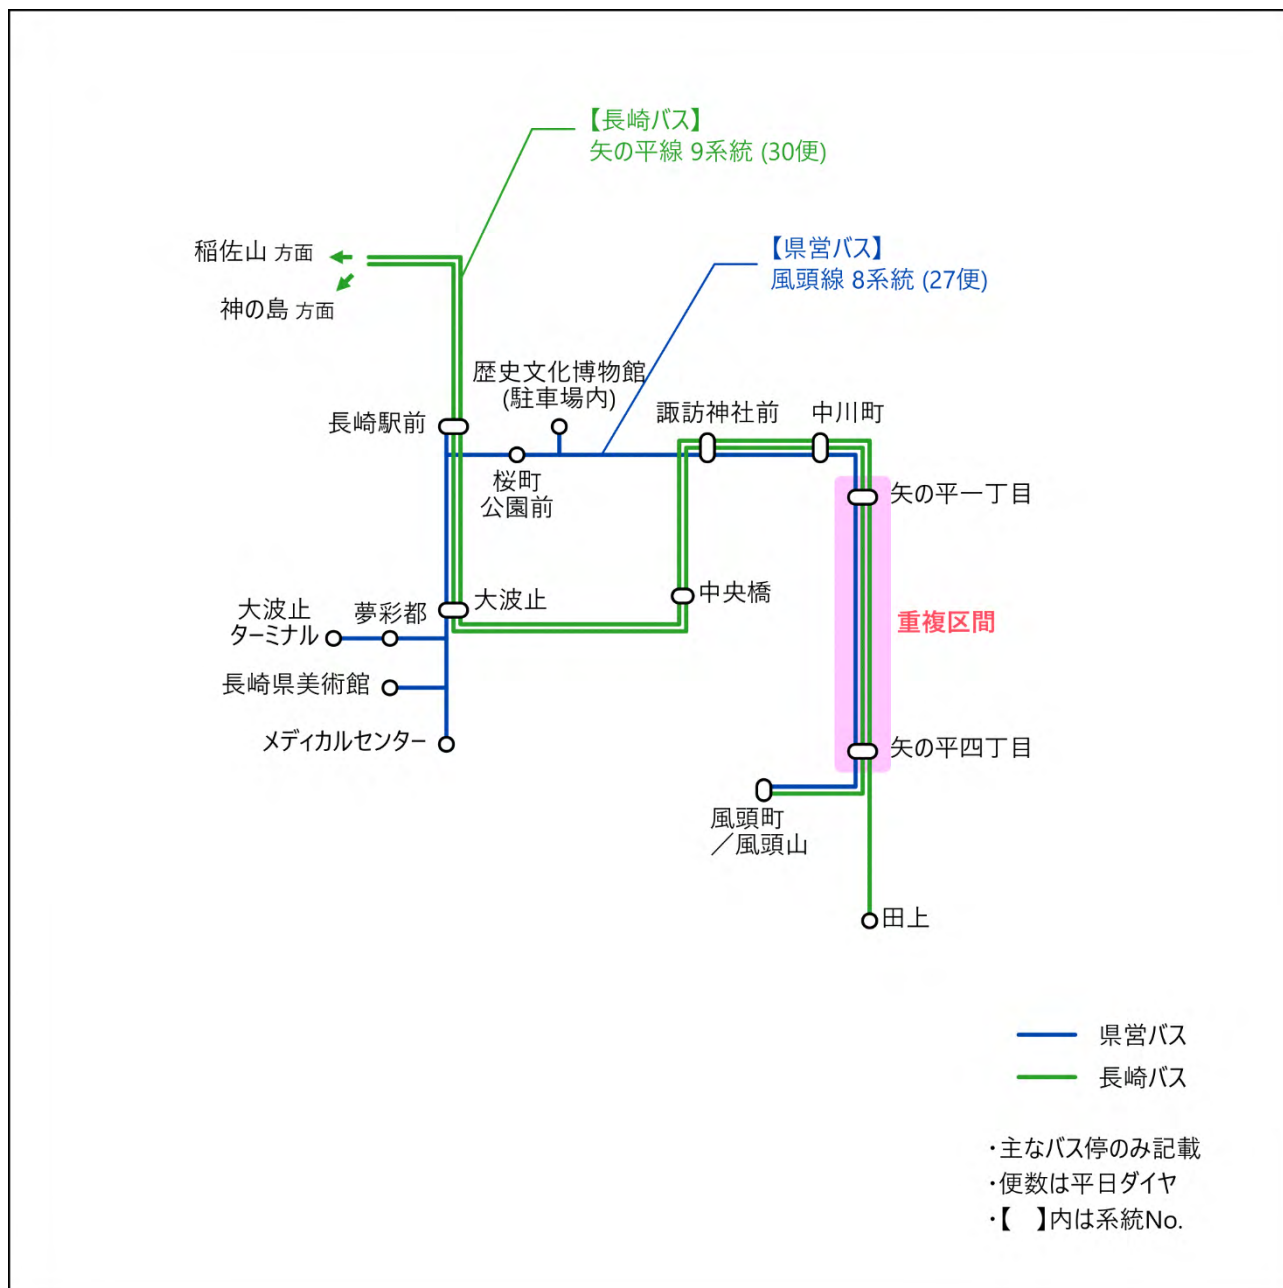 【長崎バス】
矢の平線 9系統 (30便)
【県営バス】
風頭線 8系統 (27便)
稲佐山 方面
神の島 方面
歴史文化博物館
(駐車場内)
長崎駅前
諏訪神社前
中川町
桜町
公園前
矢の平一丁目
大波止
ターミナル
夢彩都
大波止
中央橋
重複区間
長崎県美術館
メディカルセンター
矢の平四丁目
風頭町
／風頭山
田上
県営バス
長崎バス
・主なバス停のみ記載
・便数は平日ダイヤ
・【　】内は系統No.